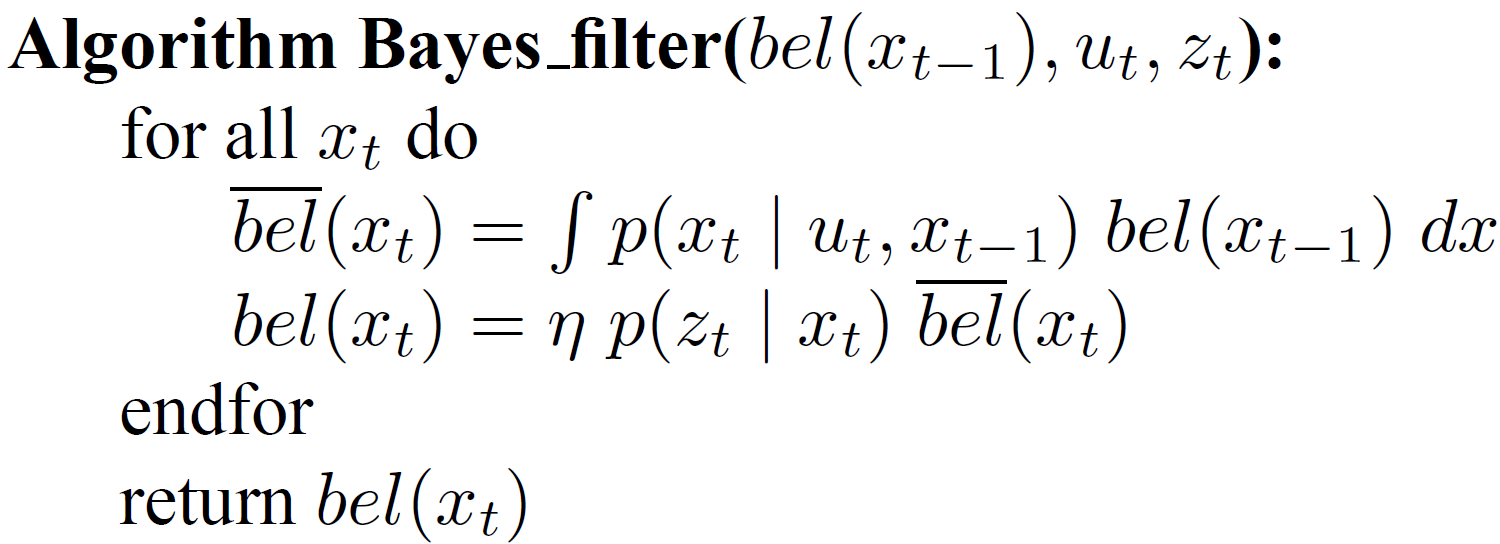 Algorithm Bayes_filter(bel(x_{t−1}), u_t, z_t):
for all x_t do
\overline{bel}(x_t) = ∫ p(x_t | u_t, x_{t−1}) bel(x_{t−1}) dx
bel(x_t) = η p(z_t | x_t) \overline{bel}(x_t)
endfor
return bel(x_t)